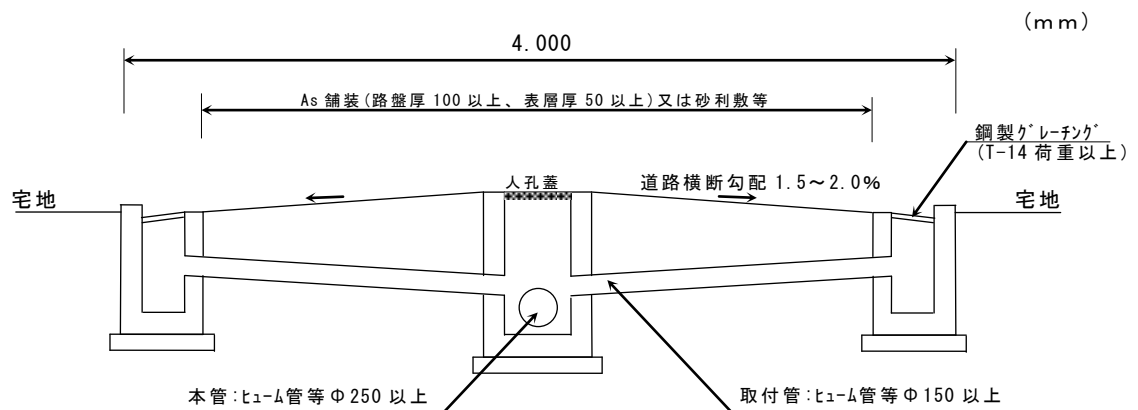 (ｍｍ)
4.000
As 舗装(路盤厚 100 以上、表層厚 50 以上)又は砂利敷等
鋼製ｸﾞﾚｰﾁﾝｸﾞ
(T-14 荷重以上)
人孔蓋
道路横断勾配 1.5～2.0%
宅地
宅地
本管:ﾋｭｰﾑ管等Φ250 以上
取付管:ﾋｭｰﾑ管等Φ150 以上